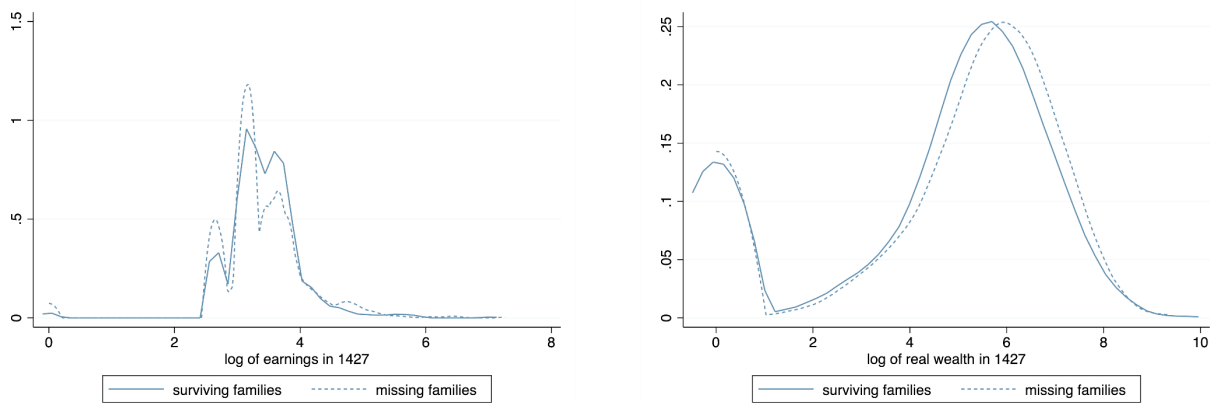 1.5
1
.5
0
0 2 4 6 8
log of earnings in 1427
surviving families missing families
.25
.2
.15
.1
.05
0
0 2 4 6 8 10
log of real wealth in 1427
surviving families missing families